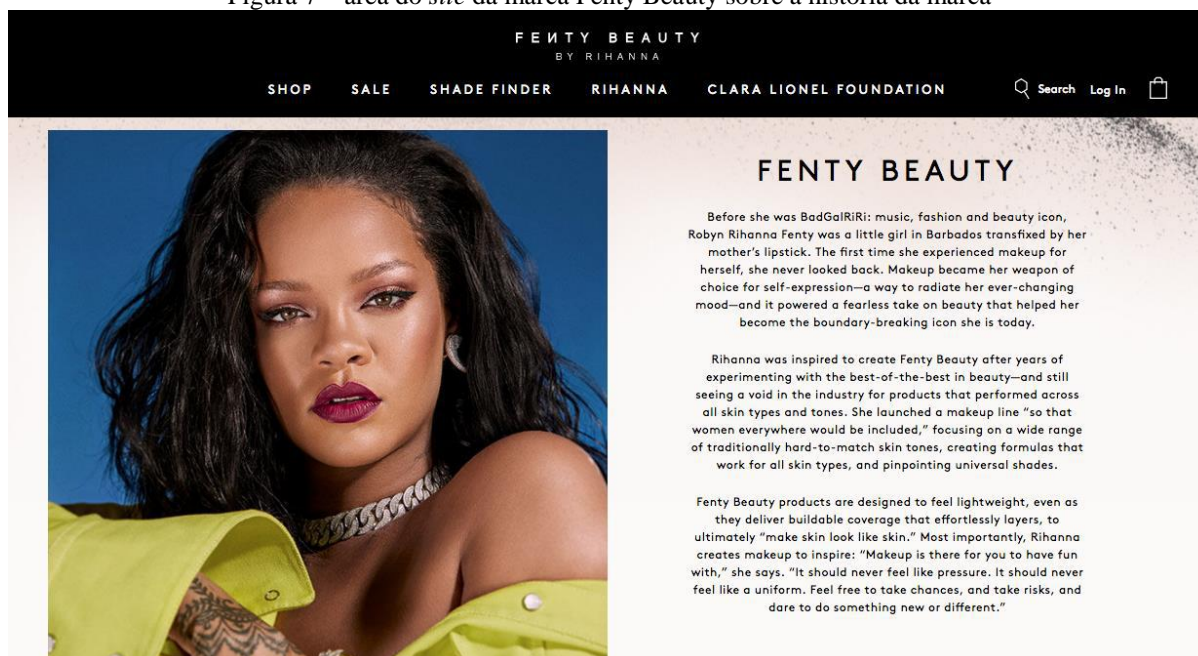 Figura 7 – área do site da marca Fenty Beauty sobre a história da marca
FENTY BEAUTY
BY RIHANNA
SHOP SALE SHADE FINDER RIHANNA CLARA LIONEL FOUNDATION Search Log In
FENTY BEAUTY
Before she was BadGalRiRi: music, fashion and beauty icon,
Robyn Rihanna Fenty was a little girl in Barbados transfixed by her
mother's lipstick. The first time she experienced makeup for
herself, she never looked back. Makeup became her weapon of
choice for self-expression—a way to radiate her ever-changing
mood—and it powered a fearless take on beauty that helped her
become the boundary-breaking icon she is today.
Rihanna was inspired to create Fenty Beauty after years of
experimenting with the best-of-the-best in beauty—and still
seeing a void in the industry for products that performed across
all skin types and tones. She launched a makeup line "so that
women everywhere would be included," focusing on a wide range
of traditionally hard-to-match skin tones, creating formulas that
work for all skin types, and pinpointing universal shades.
Fenty Beauty products are designed to feel lightweight, even as
they deliver buildable coverage that effortlessly layers, to
ultimately "make skin look like skin." Most importantly, Rihanna
creates makeup to inspire: "Makeup is there for you to have fun
with," she says. "It should never feel like pressure. It should never
feel like a uniform. Feel free to take chances, and take risks, and
dare to do something new or different."